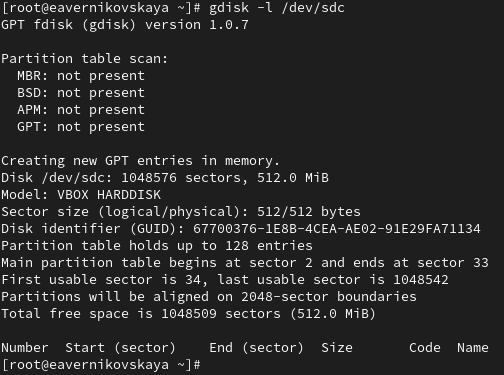 [root@eavernikovskaya ~]# gdisk -l /dev/sdc
GPT fdisk (gdisk) version 1.0.7
Partition table scan:
  MBR: not present
  BSD: not present
  APM: not present
  GPT: not present
Creating new GPT entries in memory.
Disk /dev/sdc: 1048576 sectors, 512.0 MiB
Model: VBOX HARDDISK
Sector size (logical/physical): 512/512 bytes
Disk identifier (GUID): 67700376-1E8B-4CEA-AE02-91E29FA71134
Partition table holds up to 128 entries
Main partition table begins at sector 2 and ends at sector 33
First usable sector is 34, last usable sector is 1048542
Partitions will be aligned on 2048-sector boundaries
Total free space is 1048509 sectors (512.0 MiB)
Number  Start (sector)    End (sector)  Size       Code  Name
[root@eavernikovskaya ~]#